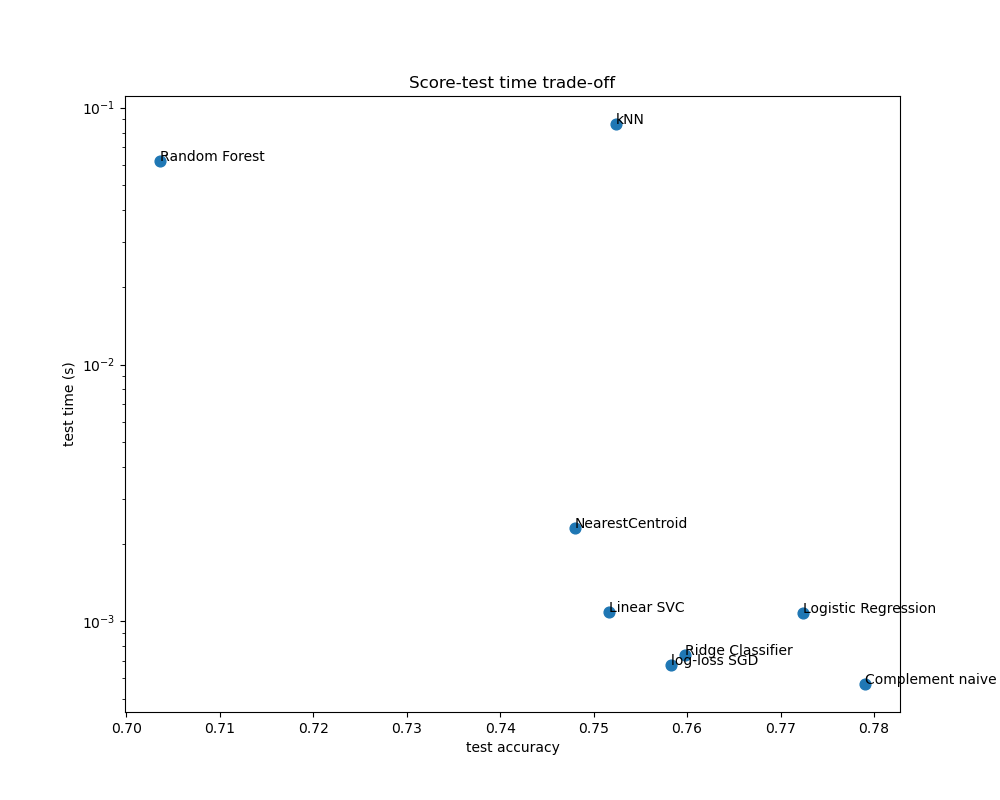 Score-test time trade-off
10⁻¹
kNN
Random Forest
10⁻²
test time (s)
NearestCentroid
Linear SVC
10⁻³
Logistic Regression
Ridge Classifier
log-loss SGD
Complement naive
0.70 0.71 0.72 0.73 0.74 0.75 0.76 0.77 0.78
test accuracy